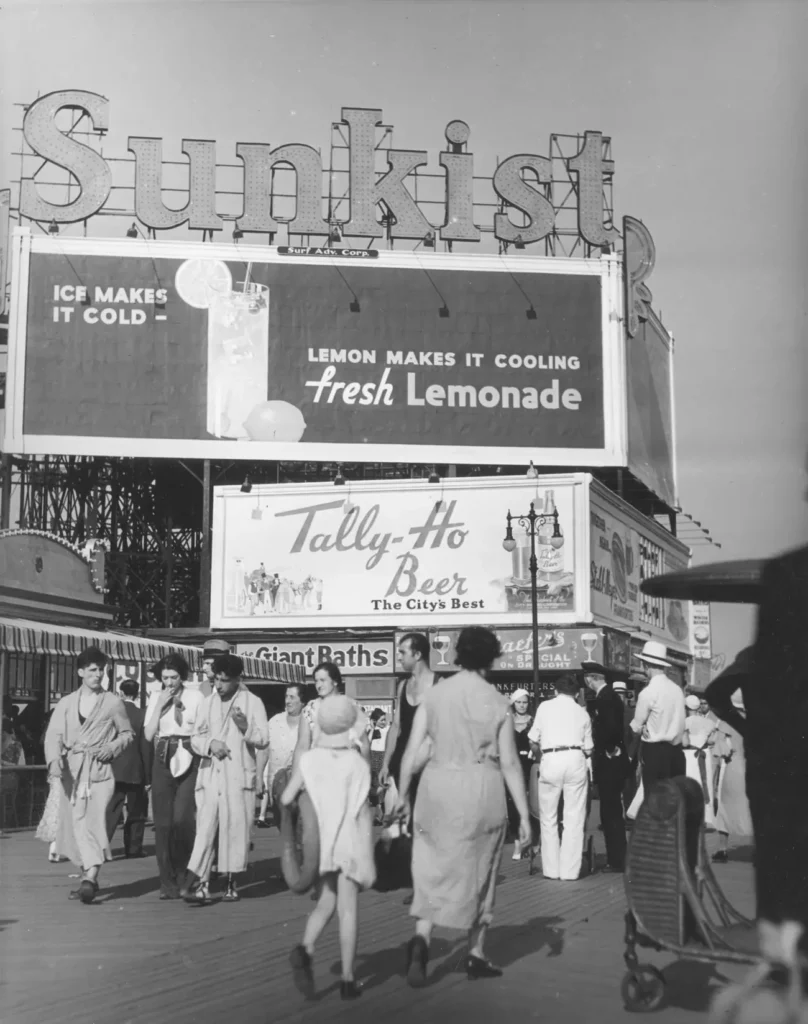 Sunkist
Surf Adv. Corp.
ICE MAKES
IT COLD -
LEMON MAKES IT COOLING
fresh Lemonade
Tally-Ho
Beer
The City's Best
Giant Baths
SPECIAL
ON DRAUGHT